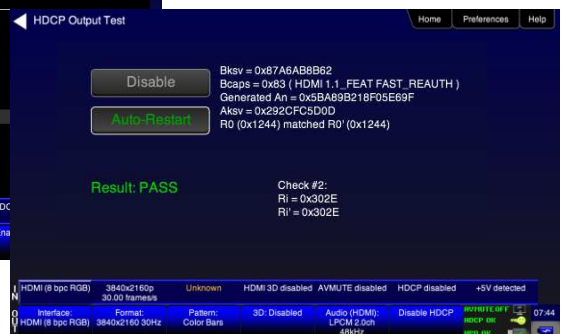 HDCP Output Test
Home Preferences Help
Disable
Auto-Restart
Bksv = 0x87A6AB8B62
Bcaps = 0x83 ( HDMI 1.1_FEAT FAST_REAUTH )
Generated An = 0x5BA89B218F05E69F
Aksv = 0x292CFC5D0D
R0 (0x1244) matched R0' (0x1244)
Result: PASS
Check #2:
Ri = 0x302E
Ri' = 0x302E
IN
HDMI (8 bpc RGB)
3840x2160p
30.00 frames/s
Unknown
HDMI 3D disabled
AVMUTE disabled
HDCP disabled
+5V detected
Interface:
HDMI (8 bpc RGB)
Format:
3840x2160 30Hz
Pattern:
Color Bars
3D: Disabled
Audio (HDMI):
LPCM 2.0ch
48kHz
Disable HDCP
AVMUTE OFF
HDCP OK
HPD OK
07:44